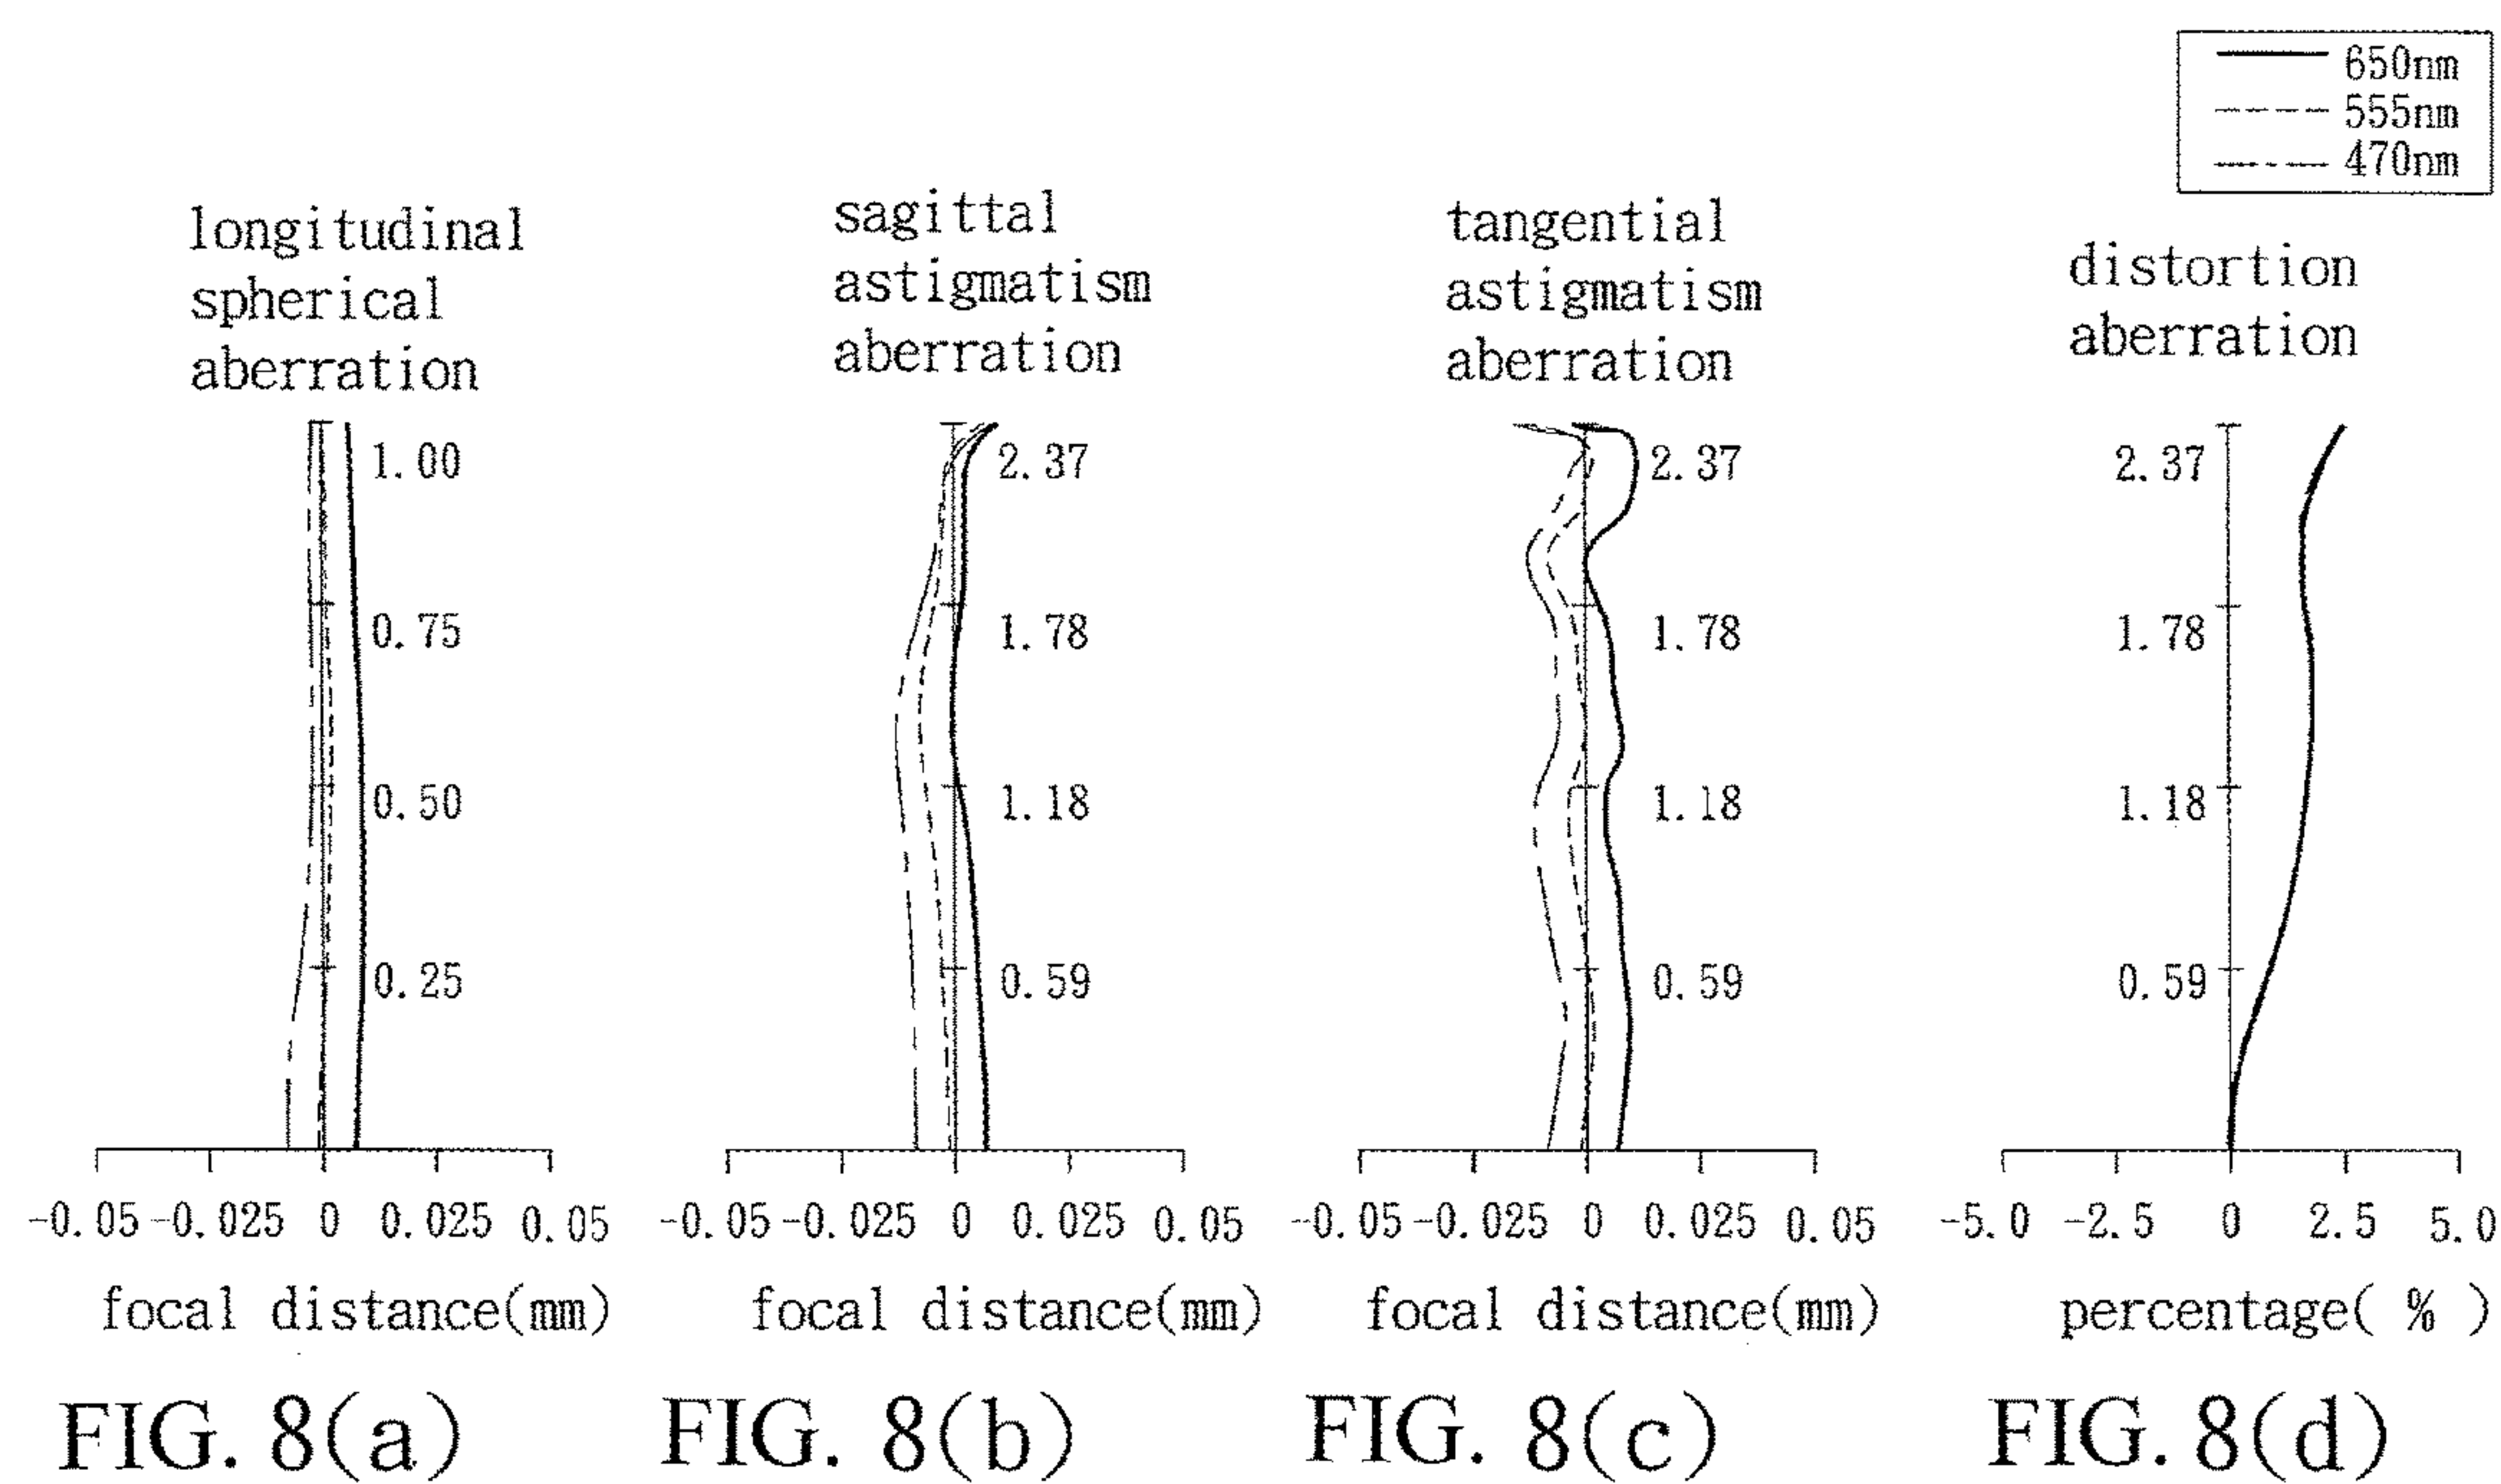 650nm
555nm
470nm
longitudinal
spherical
aberration
1.00
0.75
0.50
0.25
-0.05 -0.025 0 0.025 0.05
focal distance(mm)
FIG. 8(a)
sagittal
astigmatism
aberration
2.37
1.78
1.18
0.59
-0.05 -0.025 0 0.025 0.05
focal distance(mm)
FIG. 8(b)
tangential
astigmatism
aberration
2.37
1.78
1.18
0.59
-0.05 -0.025 0 0.025 0.05
focal distance(mm)
FIG. 8(c)
distortion
aberration
2.37
1.78
1.18
0.59
-5.0 -2.5 0 2.5 5.0
percentage( % )
FIG. 8(d)